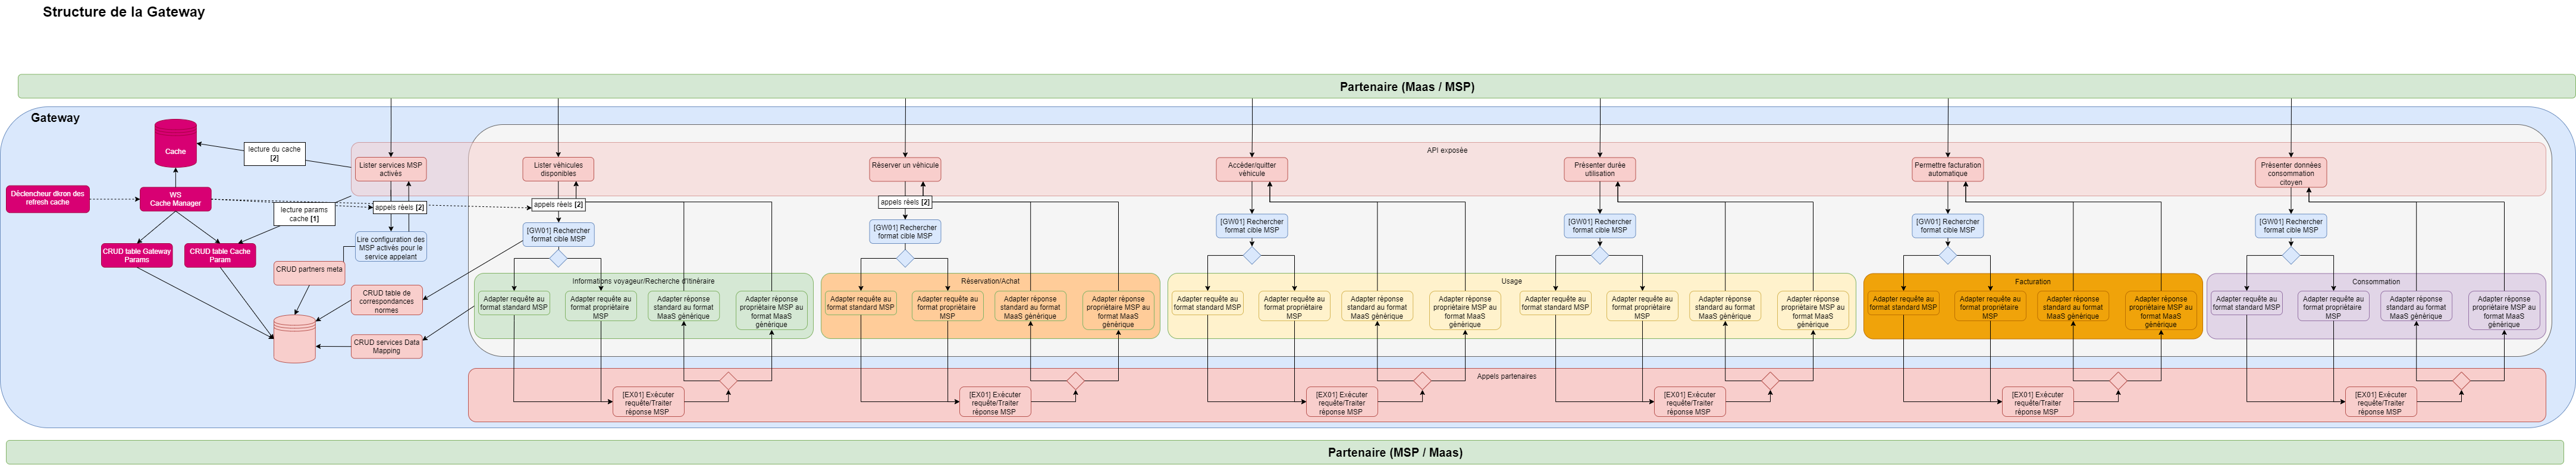 Structure de la Gateway
Partenaire (Maas / MSP)
Gateway
API exposée
Cache
lecture du cache
[2]
Déclencheur dkron des
refresh cache
WS
Cache Manager
lecture params
cache [1]
CRUD table Gateway
Params
CRUD table Cache
Param
Lister services MSP
activés
appels réels [2]
Lire configuration des
MSP activés pour le
service appelant
CRUD partners meta
CRUD table de
correspondances
normes
CRUD services Data
Mapping
Lister véhicules
disponibles
appels réels [2]
[GW01] Rechercher
format cible MSP
Informations voyageur/Recherche d'itinéraire
Adapter requête au
format standard MSP
Adapter requête au
format propriétaire
MSP
Adapter réponse
standard au format
MaaS générique
Adapter réponse
propriétaire MSP au
format MaaS
générique
Réserver un véhicule
appels réels [2]
[GW01] Rechercher
format cible MSP
Réservation/Achat
Adapter requête au
format standard MSP
Adapter requête au
format propriétaire
MSP
Adapter réponse
standard au format
MaaS générique
Adapter réponse
propriétaire MSP au
format MaaS
générique
Accéder/quitter
véhicule
[GW01] Rechercher
format cible MSP
Usage
Adapter requête au
format standard MSP
Adapter requête au
format propriétaire
MSP
Adapter réponse
standard au format
MaaS générique
Adapter réponse
propriétaire MSP au
format MaaS
générique
Présenter durée
utilisation
[GW01] Rechercher
format cible MSP
Adapter requête au
format standard MSP
Adapter requête au
format propriétaire
MSP
Adapter réponse
standard au format
MaaS générique
Adapter réponse
propriétaire MSP au
format MaaS
générique
Permettre facturation
automatique
[GW01] Rechercher
format cible MSP
Facturation
Adapter requête au
format standard MSP
Adapter requête au
format propriétaire
MSP
Adapter réponse
standard au format
MaaS générique
Adapter réponse
propriétaire MSP au
format MaaS
générique
Présenter données
consommation
citoyen
[GW01] Rechercher
format cible MSP
Consommation
Adapter requête au
format standard MSP
Adapter requête au
format propriétaire
MSP
Adapter réponse
standard au format
MaaS générique
Adapter réponse
propriétaire MSP au
format MaaS
générique
Appels partenaires
[EX01] Exécuter
requête/Traiter
réponse MSP
[EX01] Exécuter
requête/Traiter
réponse MSP
[EX01] Exécuter
requête/Traiter
réponse MSP
[EX01] Exécuter
requête/Traiter
réponse MSP
[EX01] Exécuter
requête/Traiter
réponse MSP
[EX01] Exécuter
requête/Traiter
réponse MSP
Partenaire (MSP / Maas)